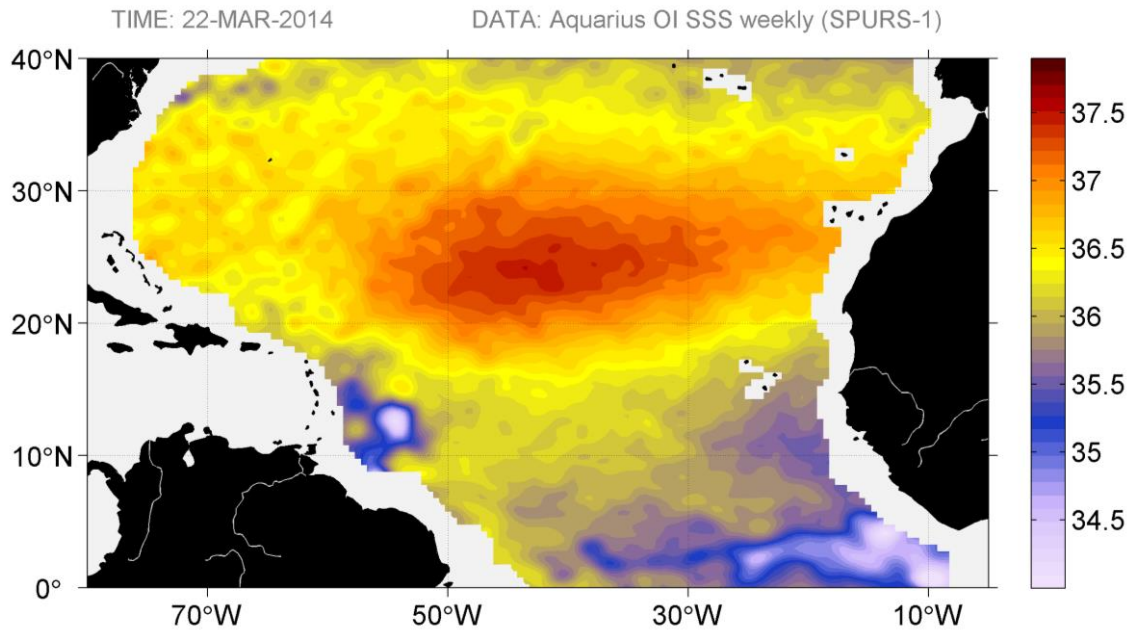 TIME: 22-MAR-2014 DATA: Aquarius OI SSS weekly (SPURS-1)
40°N
30°N
20°N
10°N
0°
70°W 50°W 30°W 10°W
37.5
37
36.5
36
35.5
35
34.5